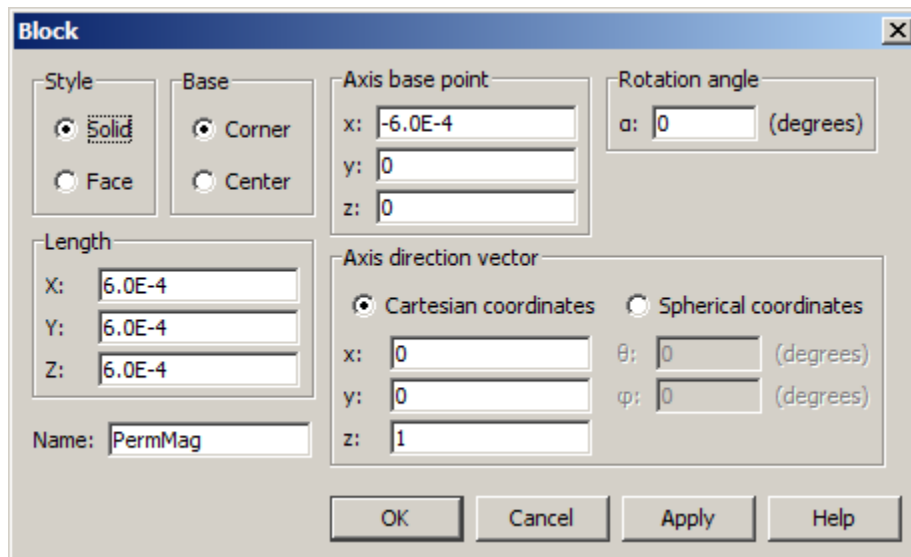 Block
Style
Solid
Face
Base
Corner
Center
Axis base point
x: -6.0E-4
y: 0
z: 0
Rotation angle
α: 0 (degrees)
Length
X: 6.0E-4
Y: 6.0E-4
Z: 6.0E-4
Axis direction vector
Cartesian coordinates
Spherical coordinates
x: 0
y: 0
z: 1
θ: 0 (degrees)
φ: 0 (degrees)
Name: PermMag
OK
Cancel
Apply
Help